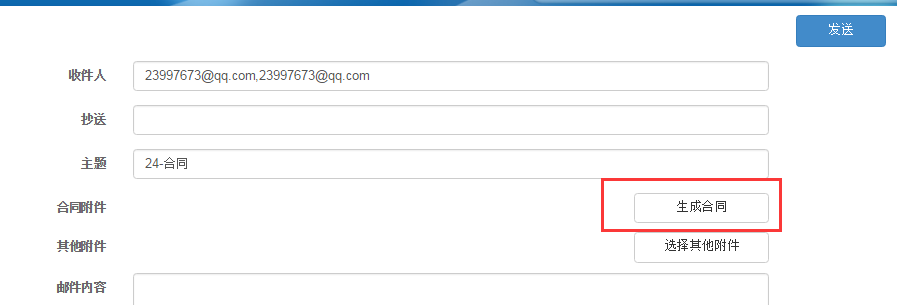 发送
收件人 23997673@qq.com,23997673@qq.com
抄送
主题 24-合同
合同附件 生成合同
其他附件 选择其他附件
邮件内容